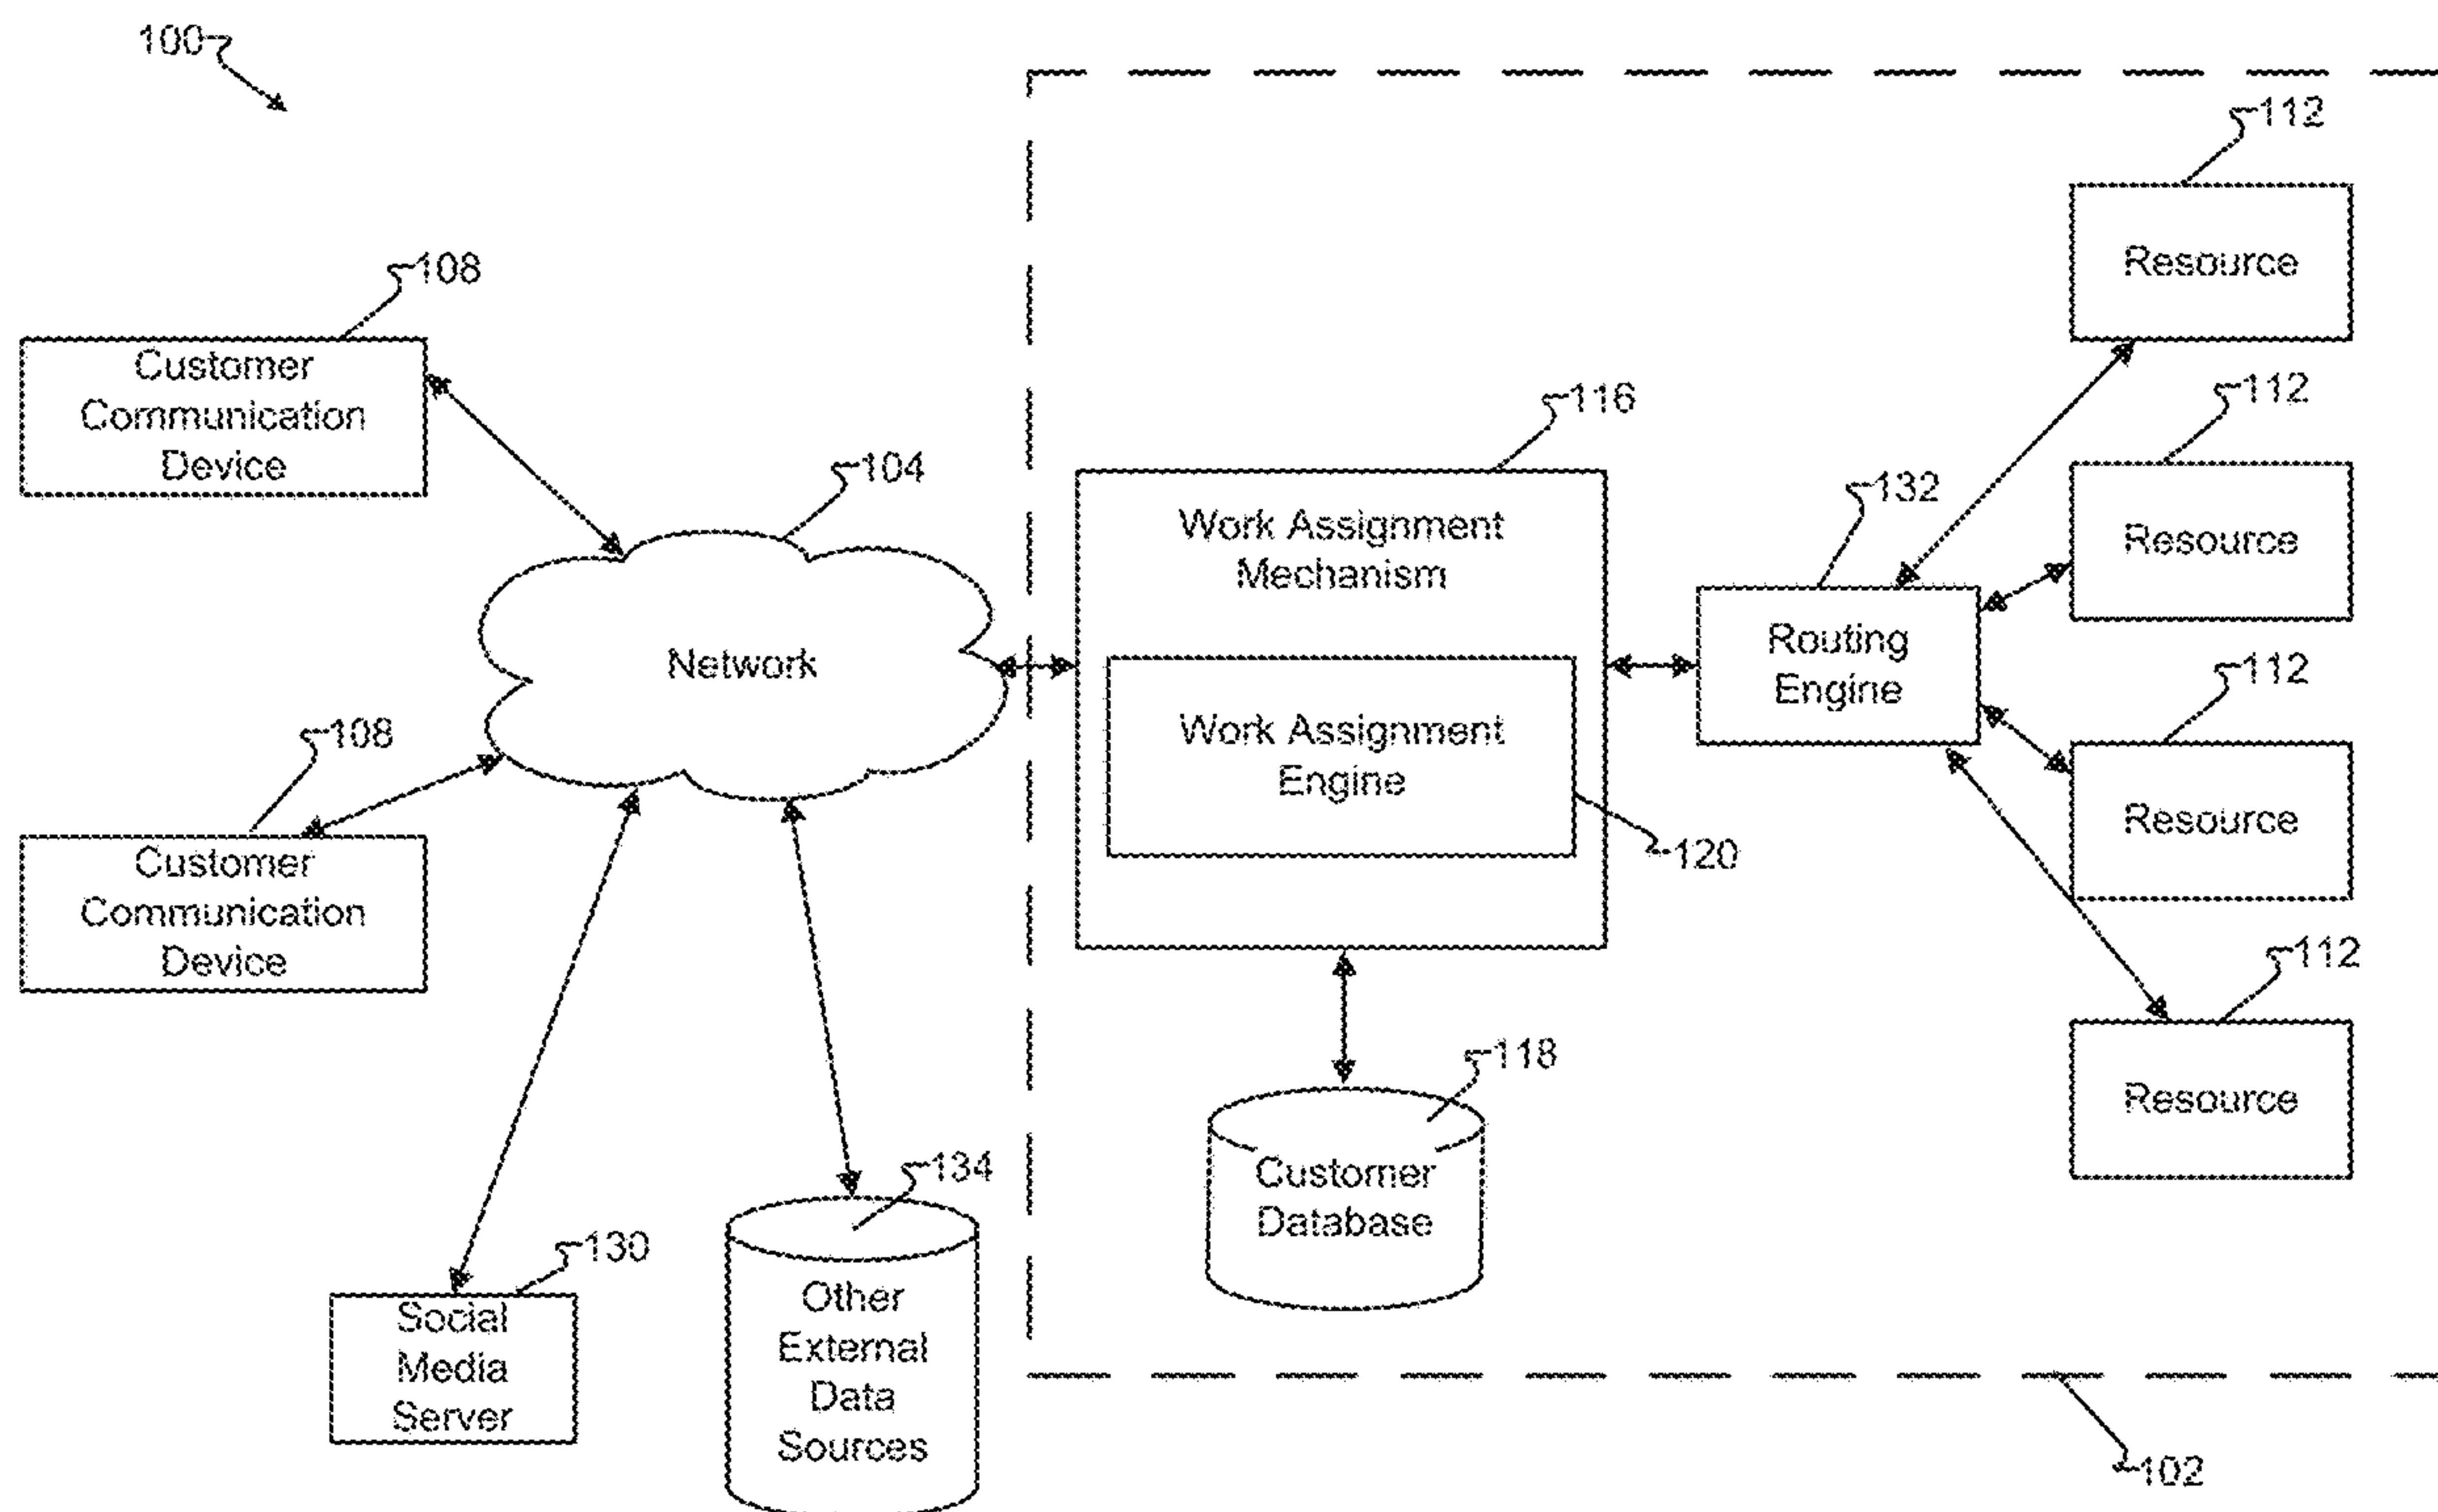 100
112
Resource
108
Customer
Communication
Device
112
Resource
116
104
132
Work Assignment
Mechanism
Network
Routing
Engine
112
Resource
108
Work Assignment
Engine
120
Customer
Communication
Device
112
Resource
118
Customer
Database
134
130
Social
Media
Server
Other
External
Data
Sources
102